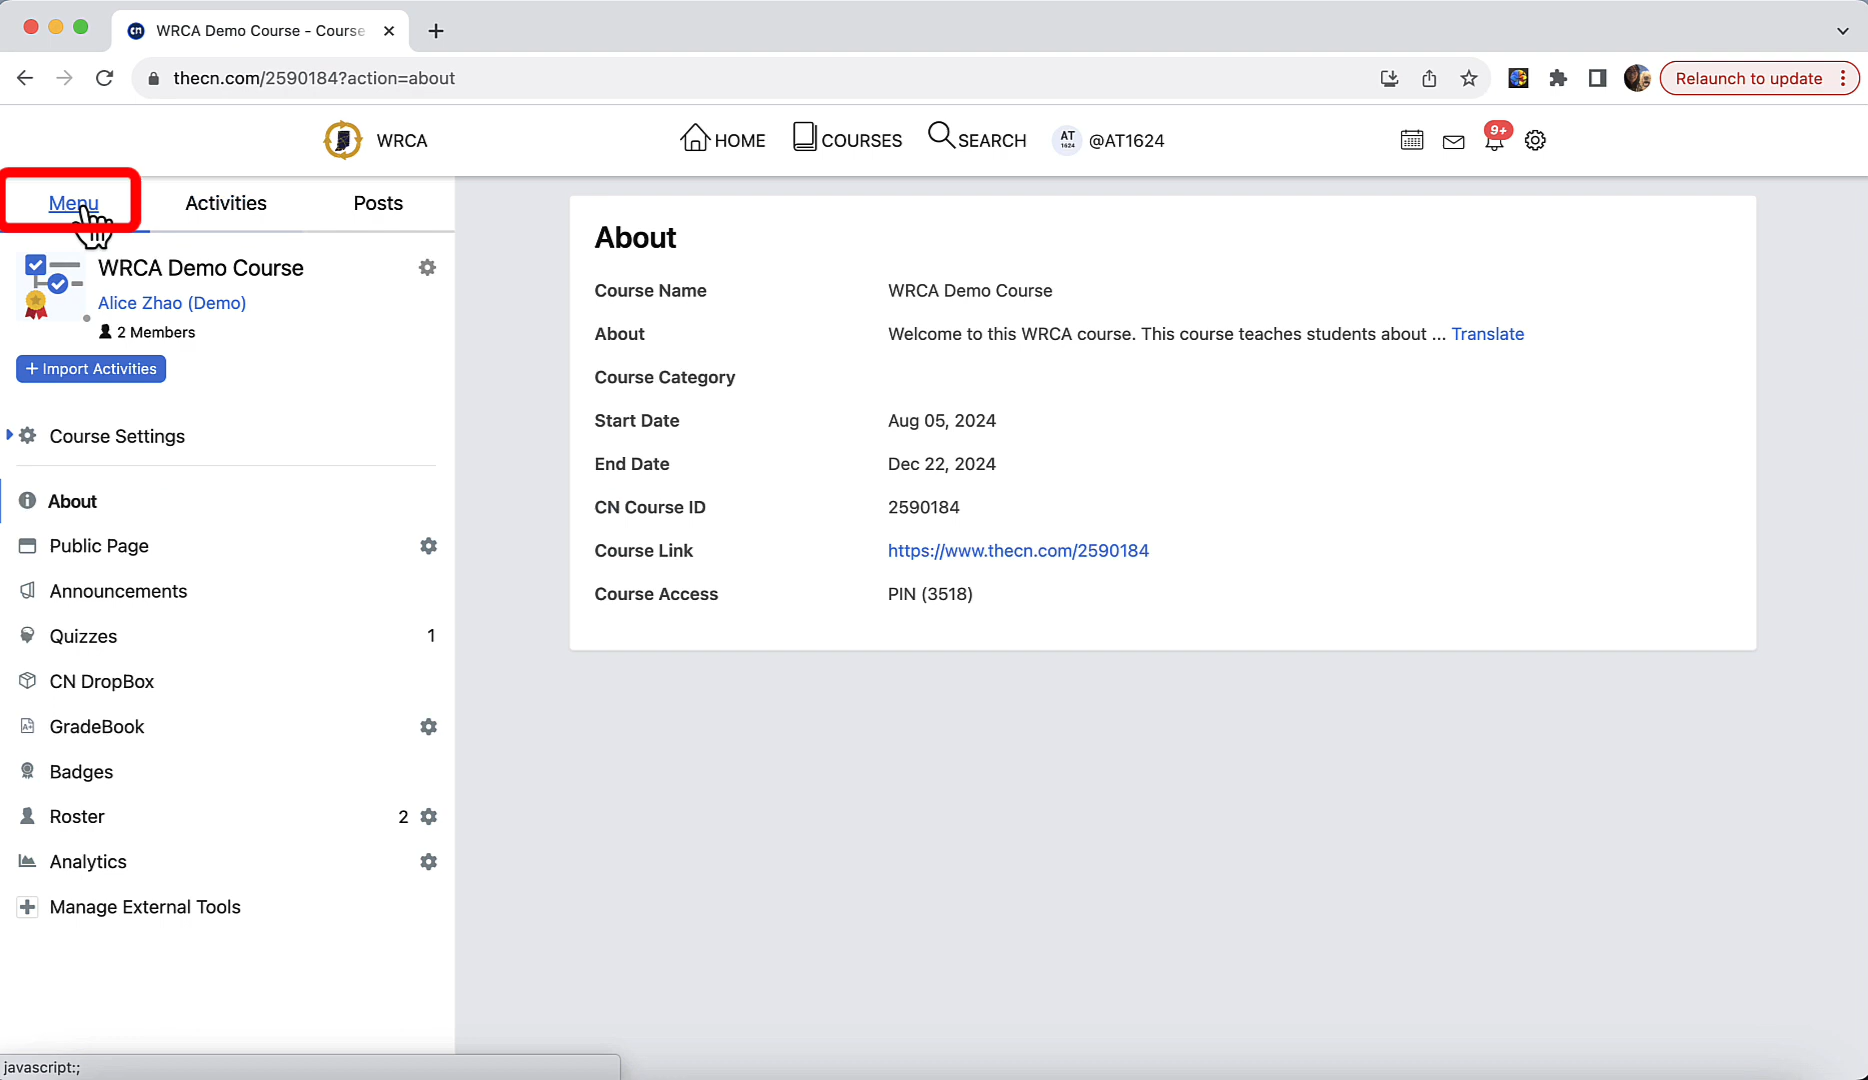 WRCA Demo Course - Course
thecn.com/2590184?action=about
Relaunch to update
WRCA
HOME
COURSES
SEARCH
AT
1624
@AT1624
9+
Menu
Activities
Posts
WRCA Demo Course
Alice Zhao (Demo)
2 Members
+ Import Activities
Course Settings
About
Public Page
Announcements
Quizzes 1
CN DropBox
GradeBook
Badges
Roster 2
Analytics
Manage External Tools
About
Course Name WRCA Demo Course
About Welcome to this WRCA course. This course teaches students about ... Translate
Course Category
Start Date Aug 05, 2024
End Date Dec 22, 2024
CN Course ID 2590184
Course Link https://www.thecn.com/2590184
Course Access PIN (3518)
javascript:;